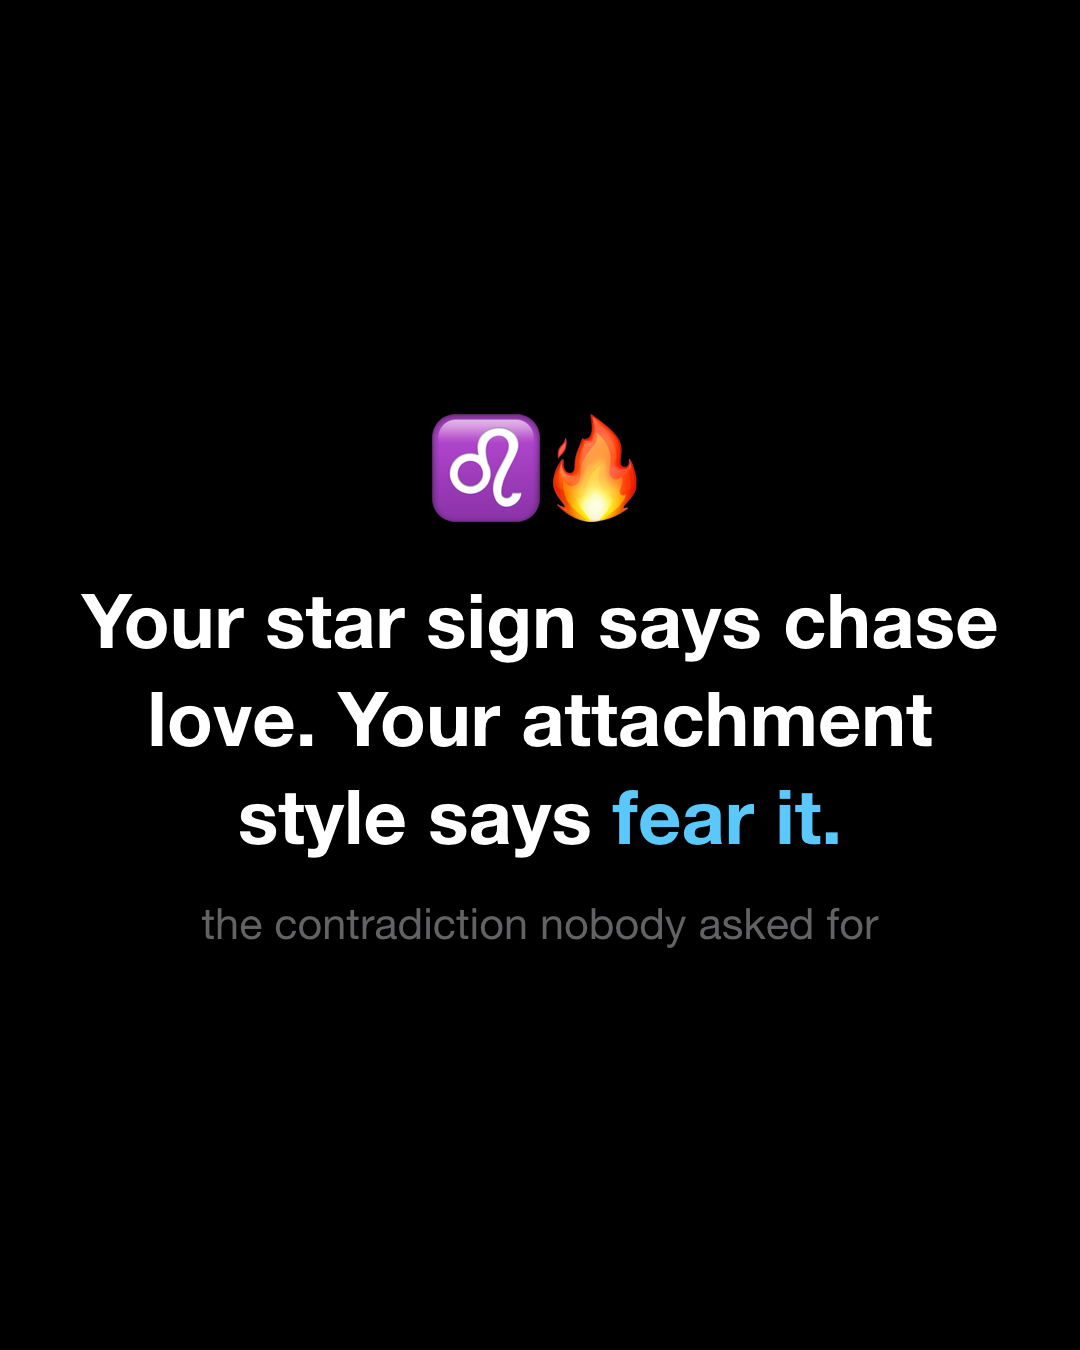 ♌🔥
Your star sign says chase
love. Your attachment
style says fear it.
the contradiction nobody asked for